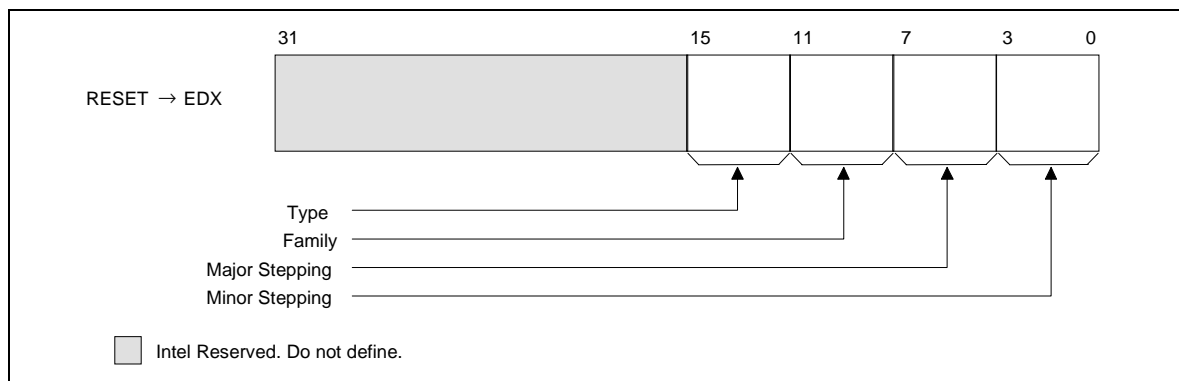 31 15 11 7 3 0
RESET → EDX
Type
Family
Major Stepping
Minor Stepping
Intel Reserved. Do not define.